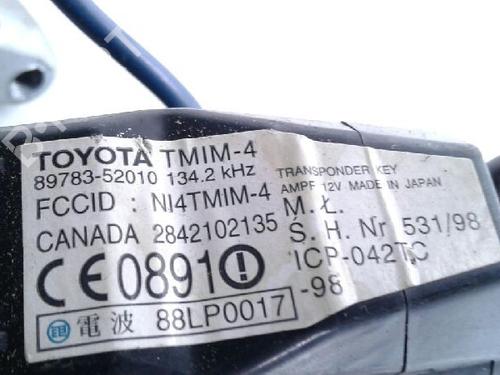 TOYOTA TMIM-4
89783-52010 134.2 kHz
FCCID : NI4TMIM-4
CANADA 2842102135
CE0891
電波 88LP0017
TRANSPONDER KEY
AMPF 12V MADE IN JAPAN
M.Ł.
S.H.Nr 531/98
ICP-042TC
-98